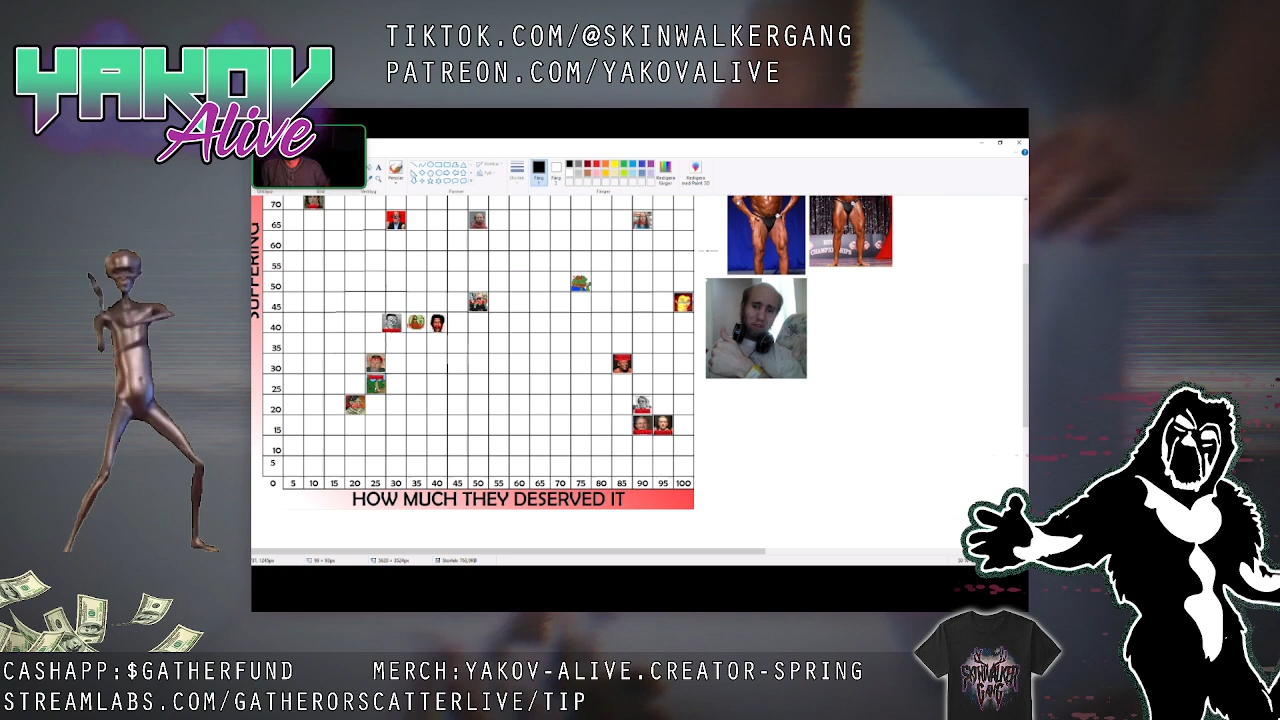 TIKTOK.COM/@SKINWALKERGANG
PATREON.COM/YAKOVALIVE
YAKOV
Alive
70
65
60
55
50
45
40
35
30
25
20
15
10
5
SUFFERING
0 5 10 15 20 25 30 35 40 45 50 55 60 65 70 75 80 85 90 95 100
HOW MUCH THEY DESERVED IT
CASHAPP:$GATHERFUND
MERCH:YAKOV-ALIVE.CREATOR-SPRING
STREAMLABS.COM/GATHERORSCATTERLIVE/TIP
SKINWALKER
GANG